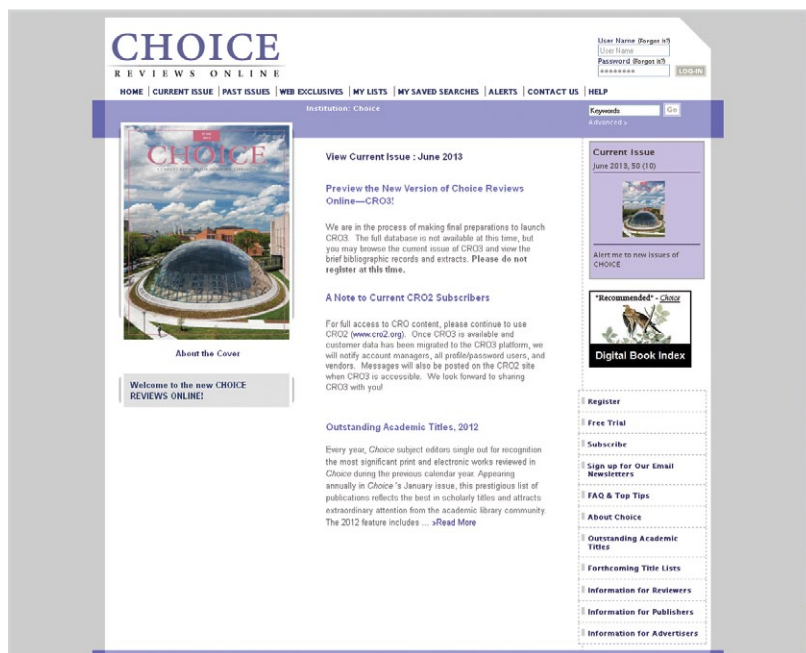 CHOICE
REVIEWS ONLINE
User Name (Forgot it?)
User Name
Password (Forgot it?)
********
LOG-IN
HOME | CURRENT ISSUE | PAST ISSUES | WEB EXCLUSIVES | MY LISTS | MY SAVED SEARCHES | ALERTS | CONTACT US | HELP
Institution: Choice
Keywords
Go
Advanced »
CHOICE
About the Cover
Welcome to the new CHOICE
REVIEWS ONLINE!
View Current Issue : June 2013
Preview the New Version of Choice Reviews
Online—CRO3!
We are in the process of making final preparations to launch
CRO3. The full database is not available at this time, but
you may browse the current issue of CRO3 and view the
brief bibliographic records and extracts. Please do not
register at this time.
A Note to Current CRO2 Subscribers
For full access to CRO content, please continue to use
CRO2 (www.cro2.org). Once CRO3 is available and
customer data has been migrated to the CRO3 platform, we
will notify account managers, all profile/password users, and
vendors. Messages will also be posted on the CRO2 site
when CRO3 is accessible. We look forward to sharing
CRO3 with you!
Outstanding Academic Titles, 2012
Every year, Choice subject editors single out for recognition
the most significant print and electronic works reviewed in
Choice during the previous calendar year. Appearing
annually in Choice 's January issue, this prestigious list of
publications reflects the best in scholarly titles and attracts
extraordinary attention from the academic library community.
The 2012 feature includes ... »Read More
Current Issue
June 2013, 50 (10)
Alert me to new issues of
CHOICE
"Recommended" - Choice
Digital Book Index
Register
Free Trial
Subscribe
Sign up for Our Email
Newsletters
FAQ & Top Tips
About Choice
Outstanding Academic
Titles
Forthcoming Title Lists
Information for Reviewers
Information for Publishers
Information for Advertisers